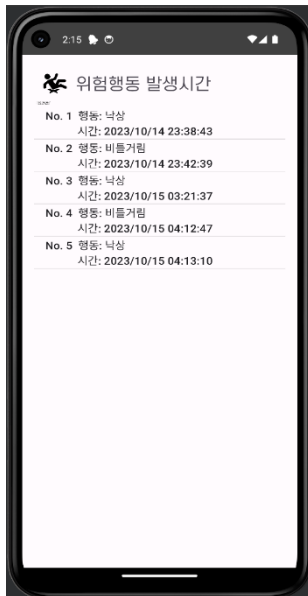 2:15
위험행동 발생시간
No. 1 행동: 낙상
시간: 2023/10/14 23:38:43
No. 2 행동: 비틀거림
시간: 2023/10/14 23:42:39
No. 3 행동: 낙상
시간: 2023/10/15 03:21:37
No. 4 행동: 비틀거림
시간: 2023/10/15 04:12:47
No. 5 행동: 낙상
시간: 2023/10/15 04:13:10